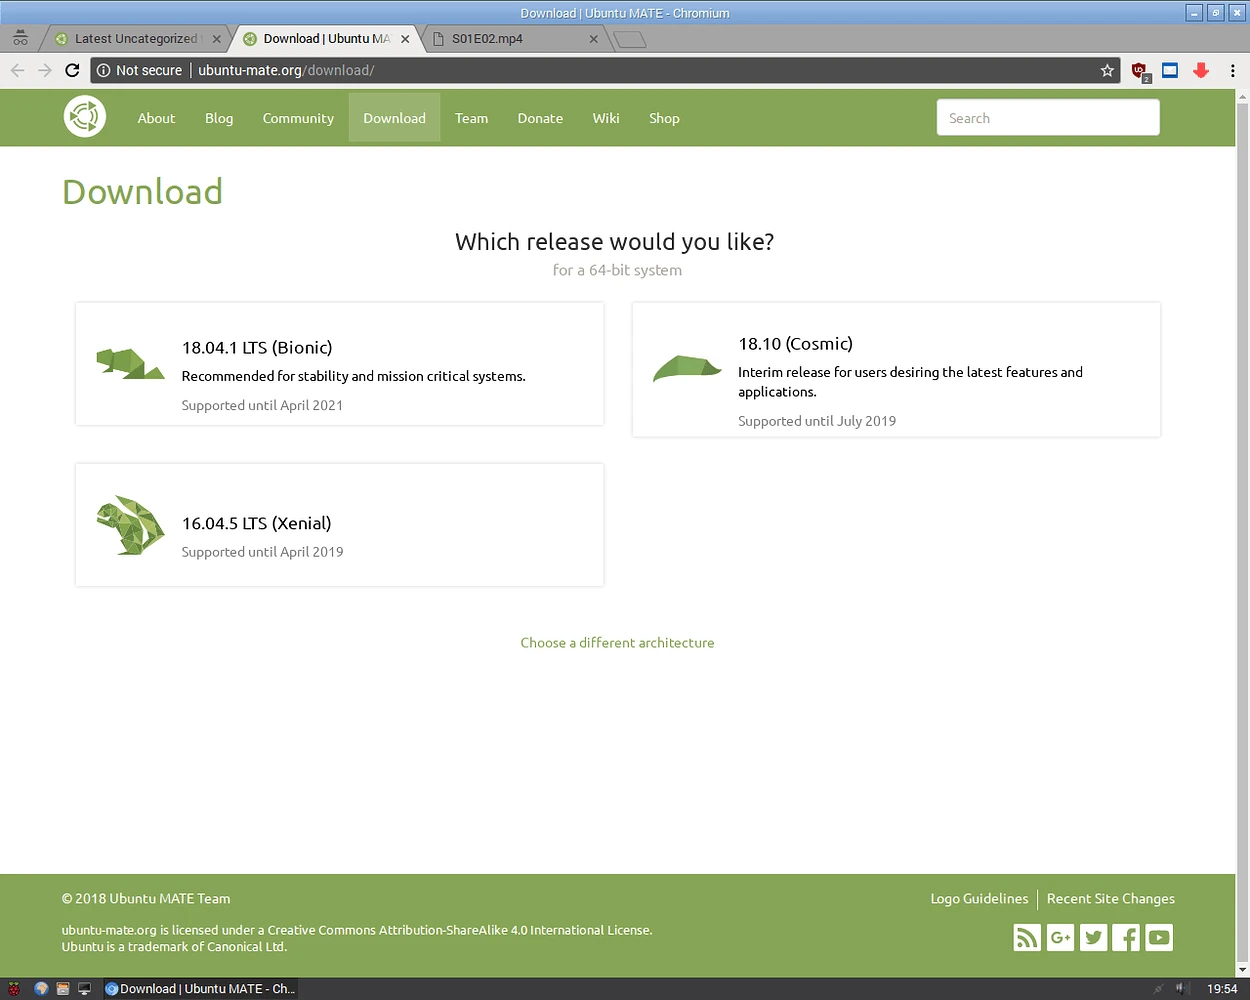 Download | Ubuntu MATE - Chromium
Latest Uncategorized
Download | Ubuntu MA
S01E02.mp4
Not secure
ubuntu-mate.org/download/
2
About
Blog
Community
Download
Team
Donate
Wiki
Shop
Search
Download
Which release would you like?
for a 64-bit system
18.04.1 LTS (Bionic)
Recommended for stability and mission critical systems.
Supported until April 2021
18.10 (Cosmic)
Interim release for users desiring the latest features and
applications.
Supported until July 2019
16.04.5 LTS (Xenial)
Supported until April 2019
Choose a different architecture
© 2018 Ubuntu MATE Team
Logo Guidelines
Recent Site Changes
ubuntu-mate.org is licensed under a Creative Commons Attribution-ShareAlike 4.0 International License.
Ubuntu is a trademark of Canonical Ltd.
G+
Download | Ubuntu MATE - Ch...
19:54